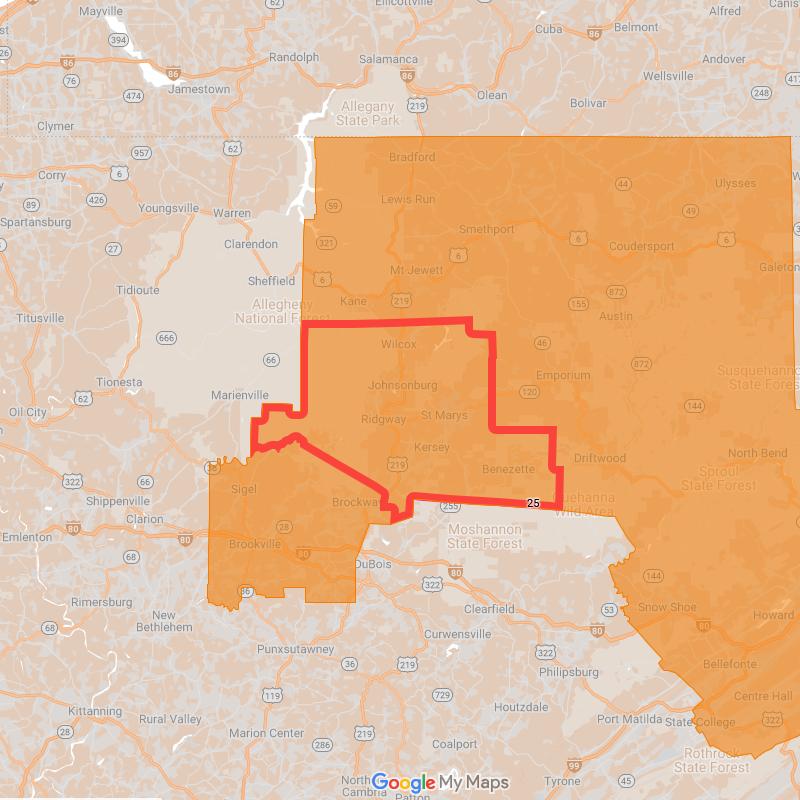 Mayville
Ellicottville
Alfred
Canis
394
Cuba
86
Belmont
Randolph
Salamanca
Andover
86
76
86
Wellsville
Jamestown
Olean
474
219
Bolivar
248
417
Allegany
State Park
Clymer
62
957
Bradford
Corry
6
Ulysses
44
89
426
Youngsville
Warren
59
Lewis Run
49
Spartansburg
Smethport
27
Clarendon
321
6
6
Coudersport
6
Mt Jewett
Galeton
Sheffield
6
Tidioute
872
Kane
219
155
Allegheny
National Forest
Titusville
Austin
666
Wilcox
46
66
872
Emporium
Susquehanno
State Forest
Johnsonburg
Tionesta
120
Marienville
62
144
Oil City
Ridgway
St Marys
Kersey
North Bend
36
219
Benezette
Driftwood
322
66
Sproul
State Forest
Sigel
Shippenville
Brockway
25
Quehanna
Wild Area
255
Clarion
28
Moshannon
State Forest
Emlenton
80
Brookville
68
DuBois
80
144
322
Rimersburg
36
Snow Shoe
Clearfield
53
New
Bethlehem
Howard
68
80
Curwensville
Punxsutawney
322
36
219
Bellefonte
Philipsburg
119
729
Centre Hall
Kittanning
Houtzdale
Rural Valley
Port Matilda
State College
322
28
Marion Center
219
286
Coalport
Rothrock
State Forest
99
North
Cambria
Google My Maps
Patton
Tyrone
45